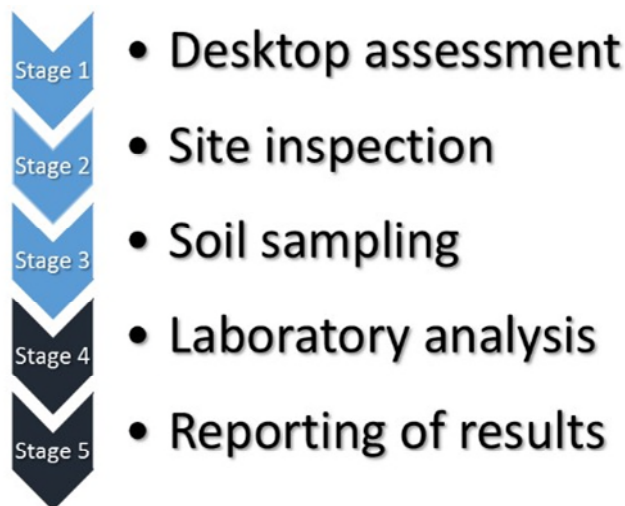 Stage 1
• Desktop assessment
Stage 2
• Site inspection
Stage 3
• Soil sampling
Stage 4
• Laboratory analysis
Stage 5
• Reporting of results